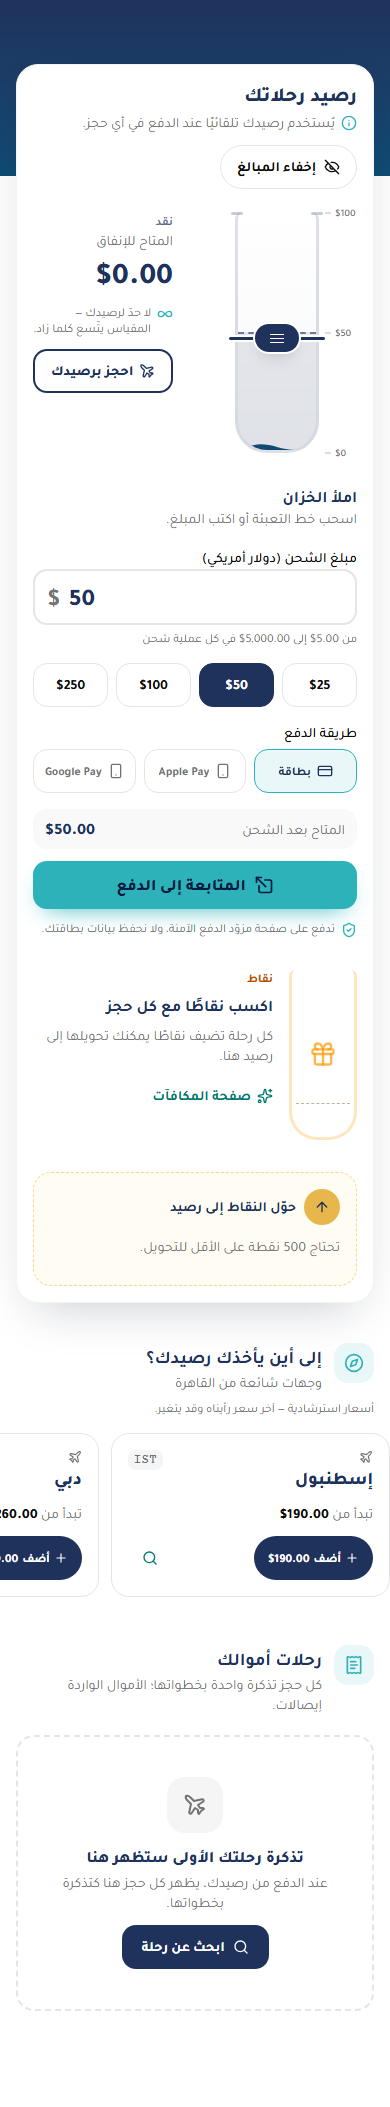 رصيد رحلاتك
يُستخدم رصيدك تلقائيًا عند الدفع في أي حجز.
إخفاء المبالغ
$100
$50
$0
نقد
المتاح للإنفاق
$0.00
لا حدّ لرصيدك —
المقياس يتّسع كلما زاد.
احجز برصيدك
املأ الخزان
اسحب خط التعبئة أو اكتب المبلغ.
مبلغ الشحن (دولار أمريكي)
$ 50
من $5.00 إلى $5,000.00 في كل عملية شحن
$25
$50
$100
$250
طريقة الدفع
بطاقة
Apple Pay
Google Pay
المتاح بعد الشحن
$50.00
المتابعة إلى الدفع
تدفع على صفحة مزوّد الدفع الآمنة، ولا نحفظ بيانات بطاقتك.
نقاط
اكسب نقاطًا مع كل حجز
كل رحلة تضيف نقاطًا يمكنك تحويلها إلى
رصيد هنا.
صفحة المكافآت
حوّل النقاط إلى رصيد
تحتاج 500 نقطة على الأقل للتحويل.
إلى أين يأخذك رصيدك؟
وجهات شائعة من القاهرة
أسعار استرشادية — آخر سعر رأيناه وقد يتغير.
إسطنبول
IST
تبدأ من $190.00
أضف $190.00
دبي
تبدأ من 260.00
أضف
رحلات أموالك
كل حجز تذكرة واحدة بخطواتها؛ الأموال الواردة
إيصالات.
تذكرة رحلتك الأولى ستظهر هنا
عند الدفع من رصيدك، يظهر كل حجز هنا كتذكرة
بخطواتها.
ابحث عن رحلة